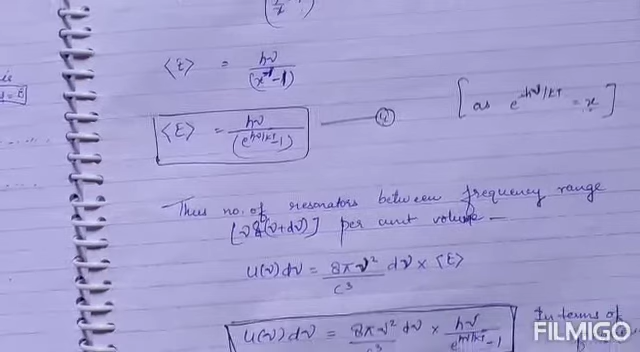 <ε> = hν/(x⁻¹-1)
<ε> = hν/(e^(hν/kT)-1) — [as e^(-hν/kT) = x]
Thus no. of resonators between frequency range
[ν & (ν+dν)] per unit volume –
u(ν)dν = 8πν²/c³ dν × <ε>
u(ν)dν = 8πν²/c³ dν × hν/(e^(hν/kT)-1)
In terms of
FILMIGO